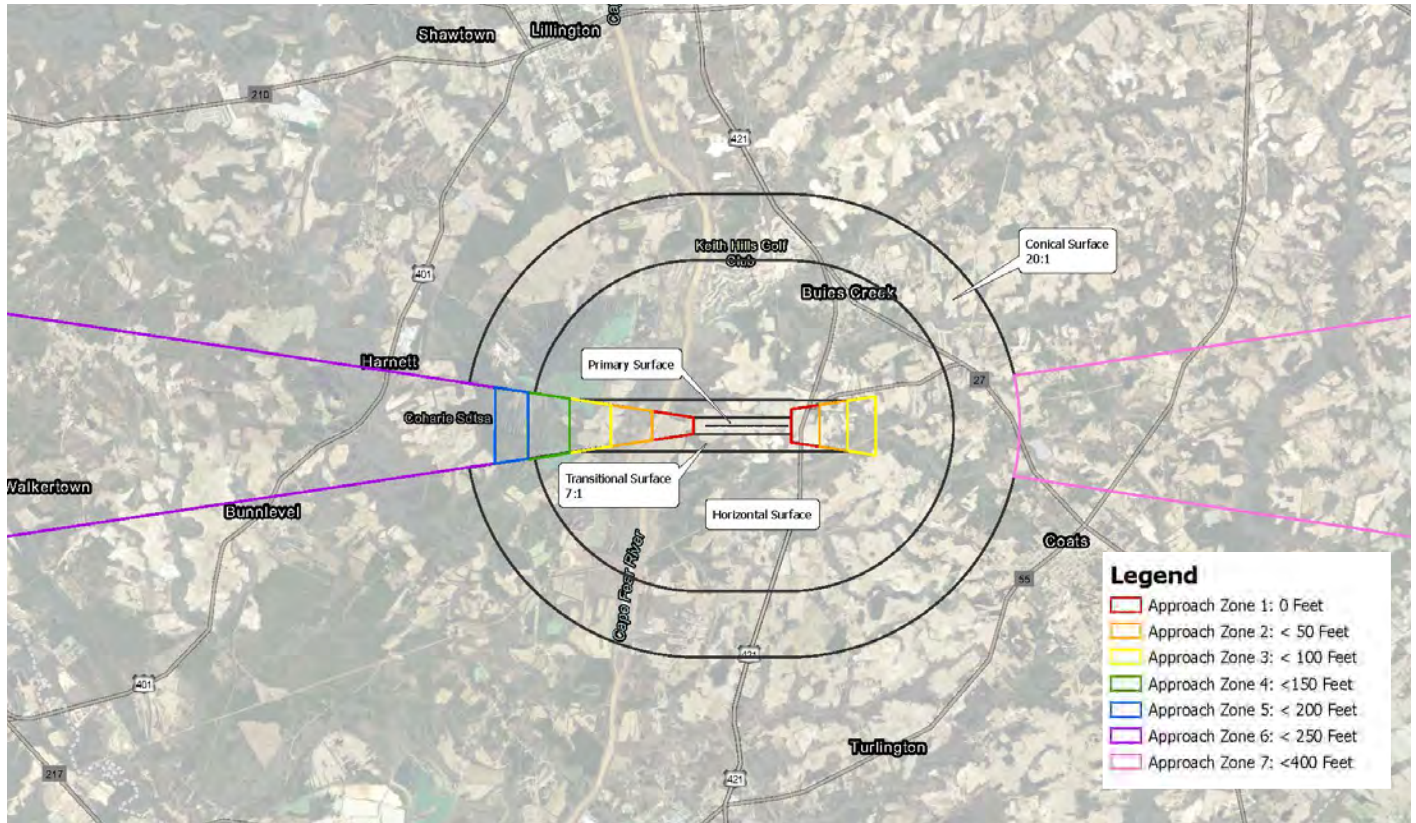 Shawtown
Lillington
Ca
210
421
Keith Hills Golf
Club
Conical Surface
20:1
401
Buies Creek
Primary Surface
Harnett
27
Coharie Sdtsa
Transitional Surface
7:1
Walkertown
Bunnlevel
Horizontal Surface
Cape Fear River
Coats
55
421
401
Turlington
217
421
Legend
Approach Zone 1: 0 Feet
Approach Zone 2: < 50 Feet
Approach Zone 3: < 100 Feet
Approach Zone 4: <150 Feet
Approach Zone 5: < 200 Feet
Approach Zone 6: < 250 Feet
Approach Zone 7: <400 Feet